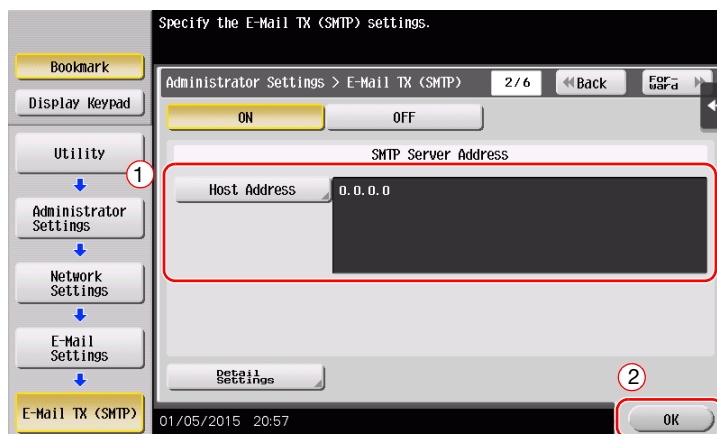 Specify the E-Mail TX (SMTP) settings.
Bookmark
Display Keypad
Utility
1
Administrator
Settings
Network
Settings
E-Mail
Settings
E-Mail TX (SMTP)
Administrator Settings > E-Mail TX (SMTP)
2/6
Back
For-
ward
ON
OFF
SMTP Server Address
Host Address
0.0.0.0
Detail
Settings
2
01/05/2015 20:57
OK